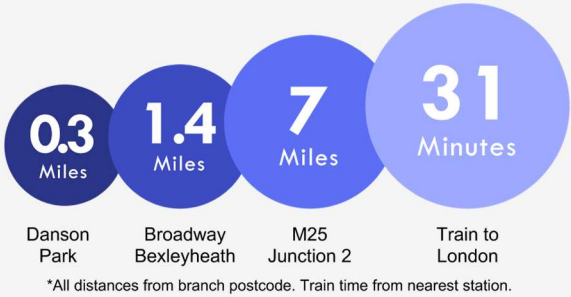 0.3
Miles
1.4
Miles
7
Miles
31
Minutes
Danson
Park
Broadway
Bexleyheath
M25
Junction 2
Train to
London
*All distances from branch postcode. Train time from nearest station.